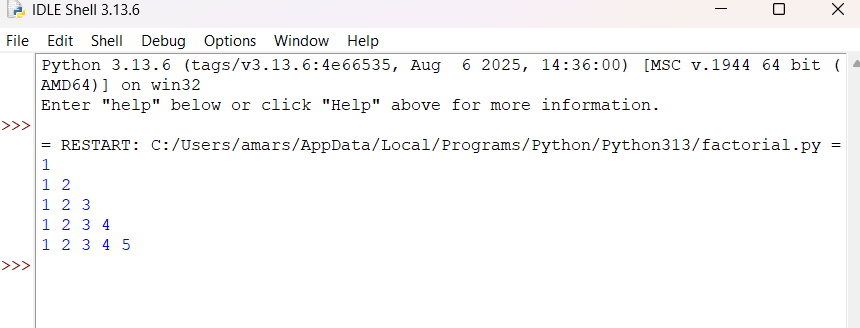 IDLE Shell 3.13.6
File Edit Shell Debug Options Window Help
Python 3.13.6 (tags/v3.13.6:4e66535, Aug  6 2025, 14:36:00) [MSC v.1944 64 bit (
AMD64)] on win32
Enter "help" below or click "Help" above for more information.
>>>
= RESTART: C:/Users/amars/AppData/Local/Programs/Python/Python313/factorial.py =
1
1 2
1 2 3
1 2 3 4
1 2 3 4 5
>>>